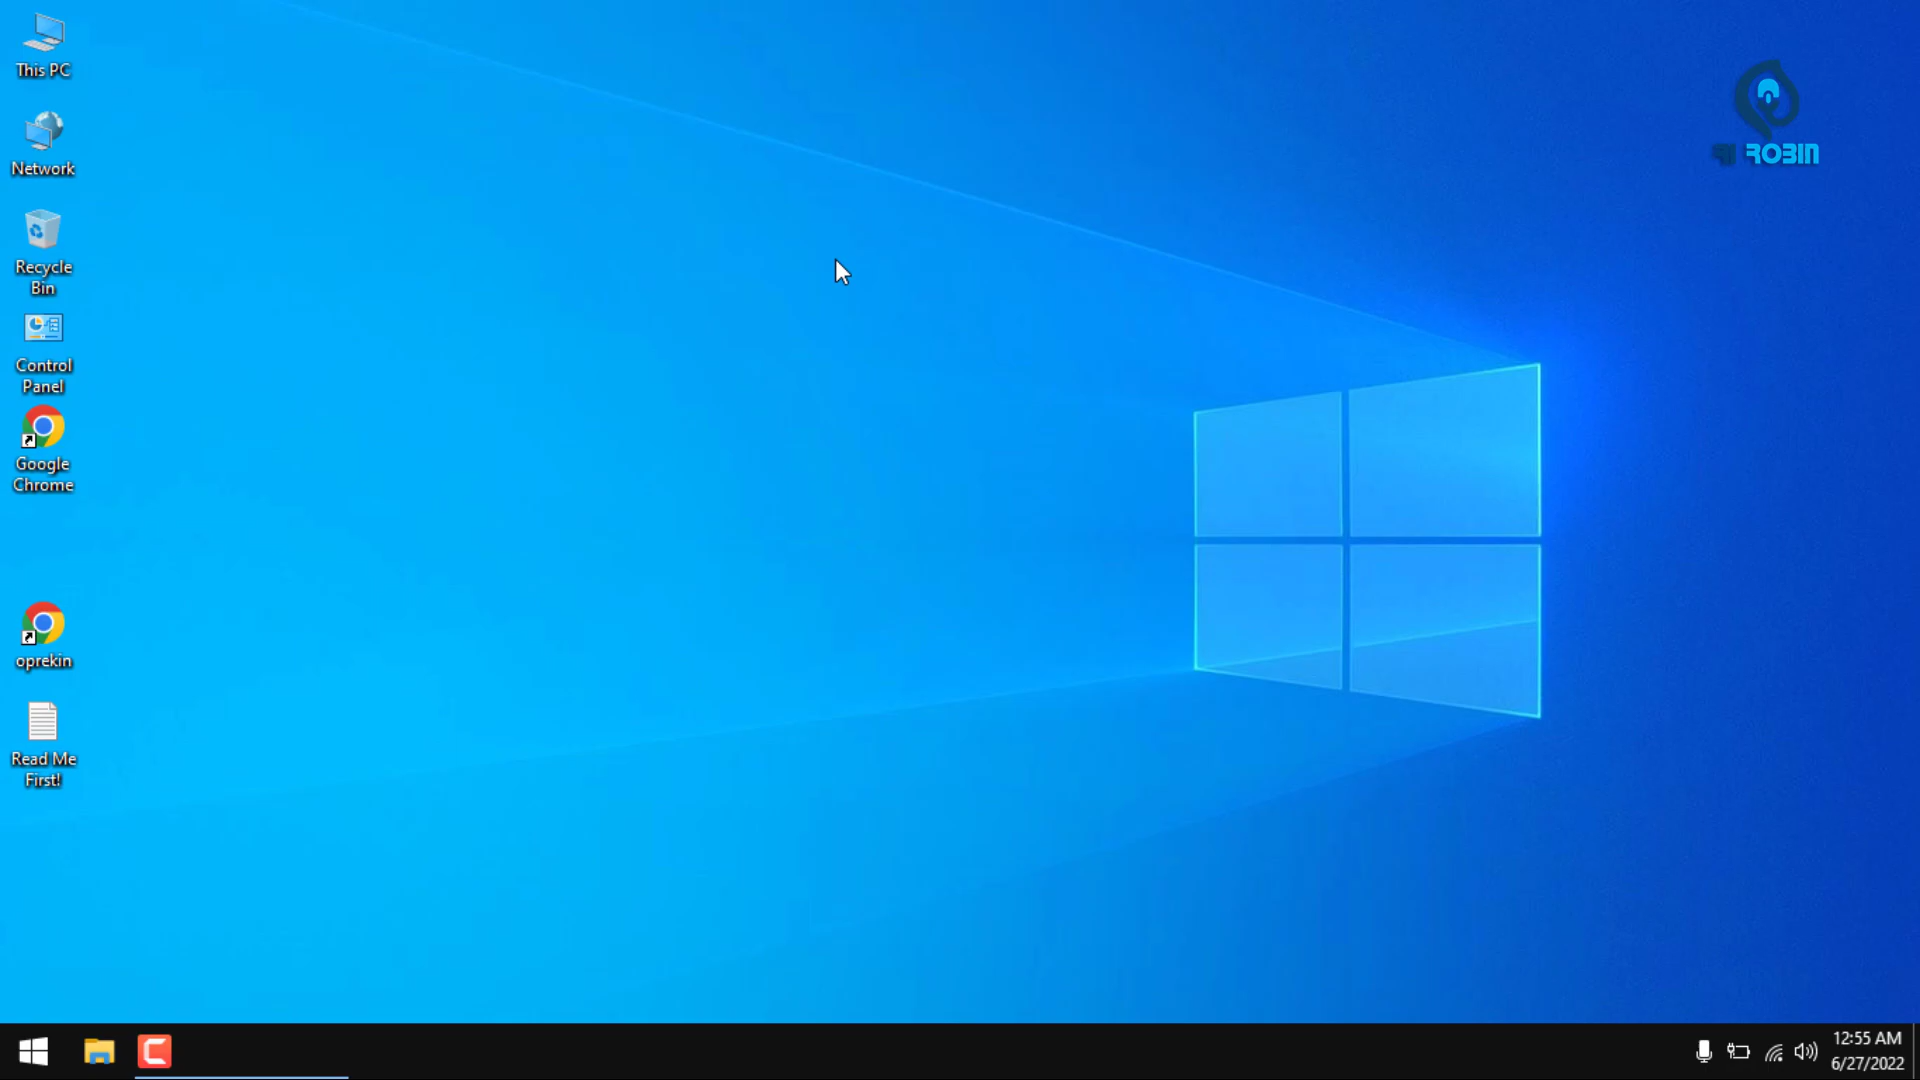 This PC
Network
Recycle
Bin
Control
Panel
Google
Chrome
oprekin
Read Me
First!
RI ROBIN
12:55 AM
6/27/2022